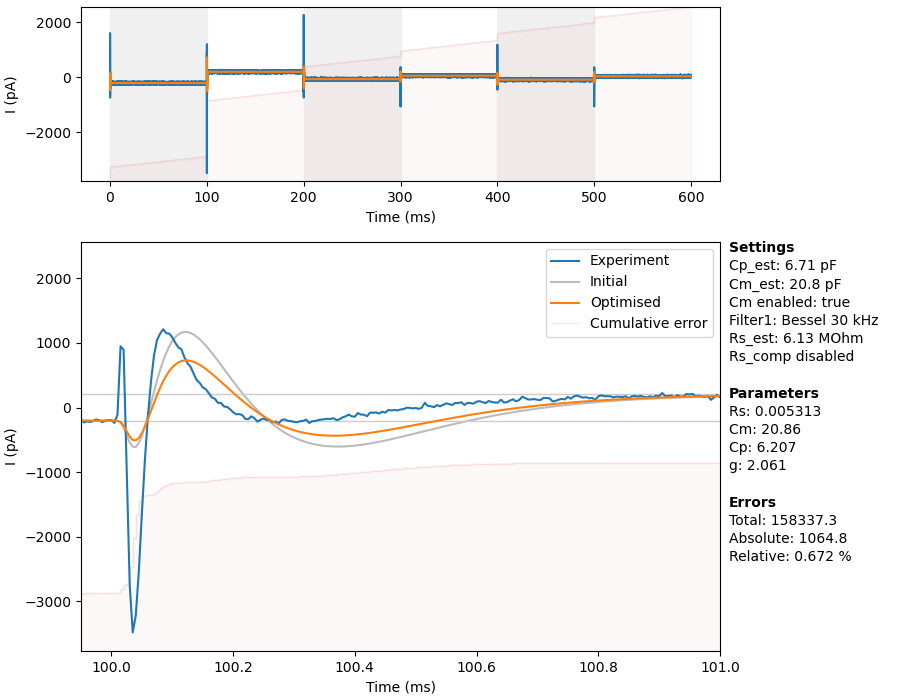 2000
0
−2000
I (pA)
0 100 200 300 400 500 600
Time (ms)
2000
1000
0
−1000
−2000
−3000
I (pA)
Experiment
Initial
Optimised
Cumulative error
100.0 100.2 100.4 100.6 100.8 101.0
Time (ms)
Settings
Cp_est: 6.71 pF
Cm_est: 20.8 pF
Cm enabled: true
Filter1: Bessel 30 kHz
Rs_est: 6.13 MOhm
Rs_comp disabled
Parameters
Rs: 0.005313
Cm: 20.86
Cp: 6.207
g: 2.061
Errors
Total: 158337.3
Absolute: 1064.8
Relative: 0.672 %